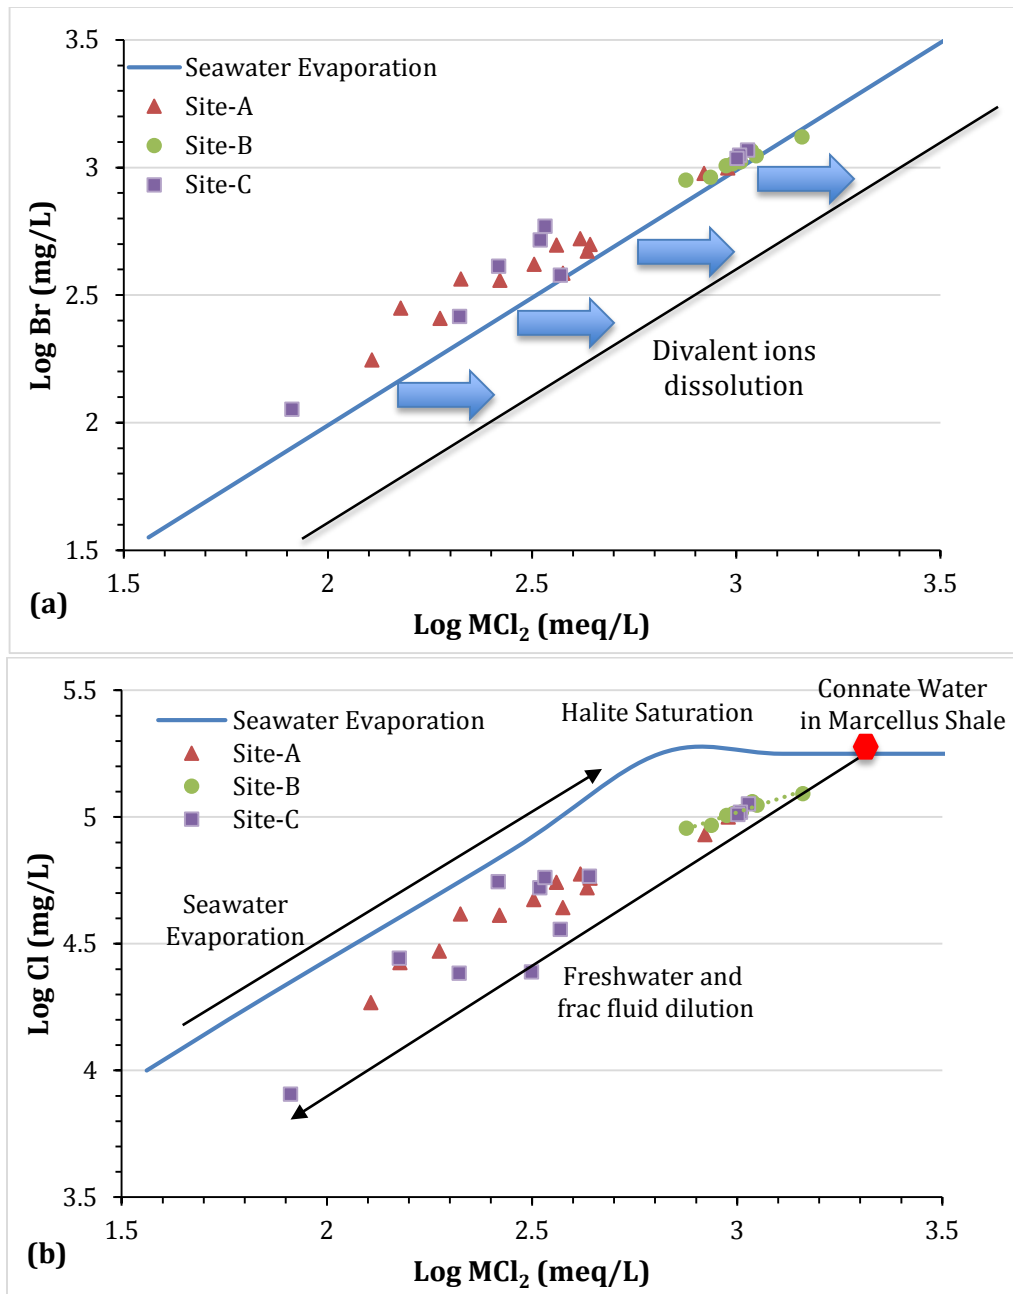 3.5
3
2.5
2
1.5
Log Br (mg/L)
Seawater Evaporation
Site-A
Site-B
Site-C
Divalent ions
dissolution
1.5
2
2.5
3
3.5
(a)
Log MCl₂ (meq/L)
5.5
5
4.5
4
3.5
Log Cl (mg/L)
Seawater Evaporation
Site-A
Site-B
Site-C
Halite Saturation
Connate Water
in Marcellus Shale
Seawater
Evaporation
Freshwater and
frac fluid dilution
1.5
2
2.5
3
3.5
(b)
Log MCl₂ (meq/L)